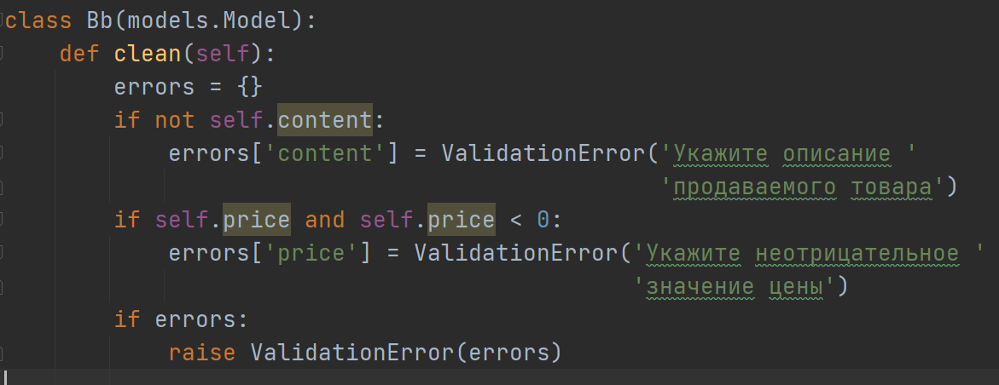 class Bb(models.Model):
    def clean(self):
        errors = {}
        if not self.content:
            errors['content'] = ValidationError('Укажите описание '
                                                'продаваемого товара')
        if self.price and self.price < 0:
            errors['price'] = ValidationError('Укажите неотрицательное '
                                              'значение цены')
        if errors:
            raise ValidationError(errors)